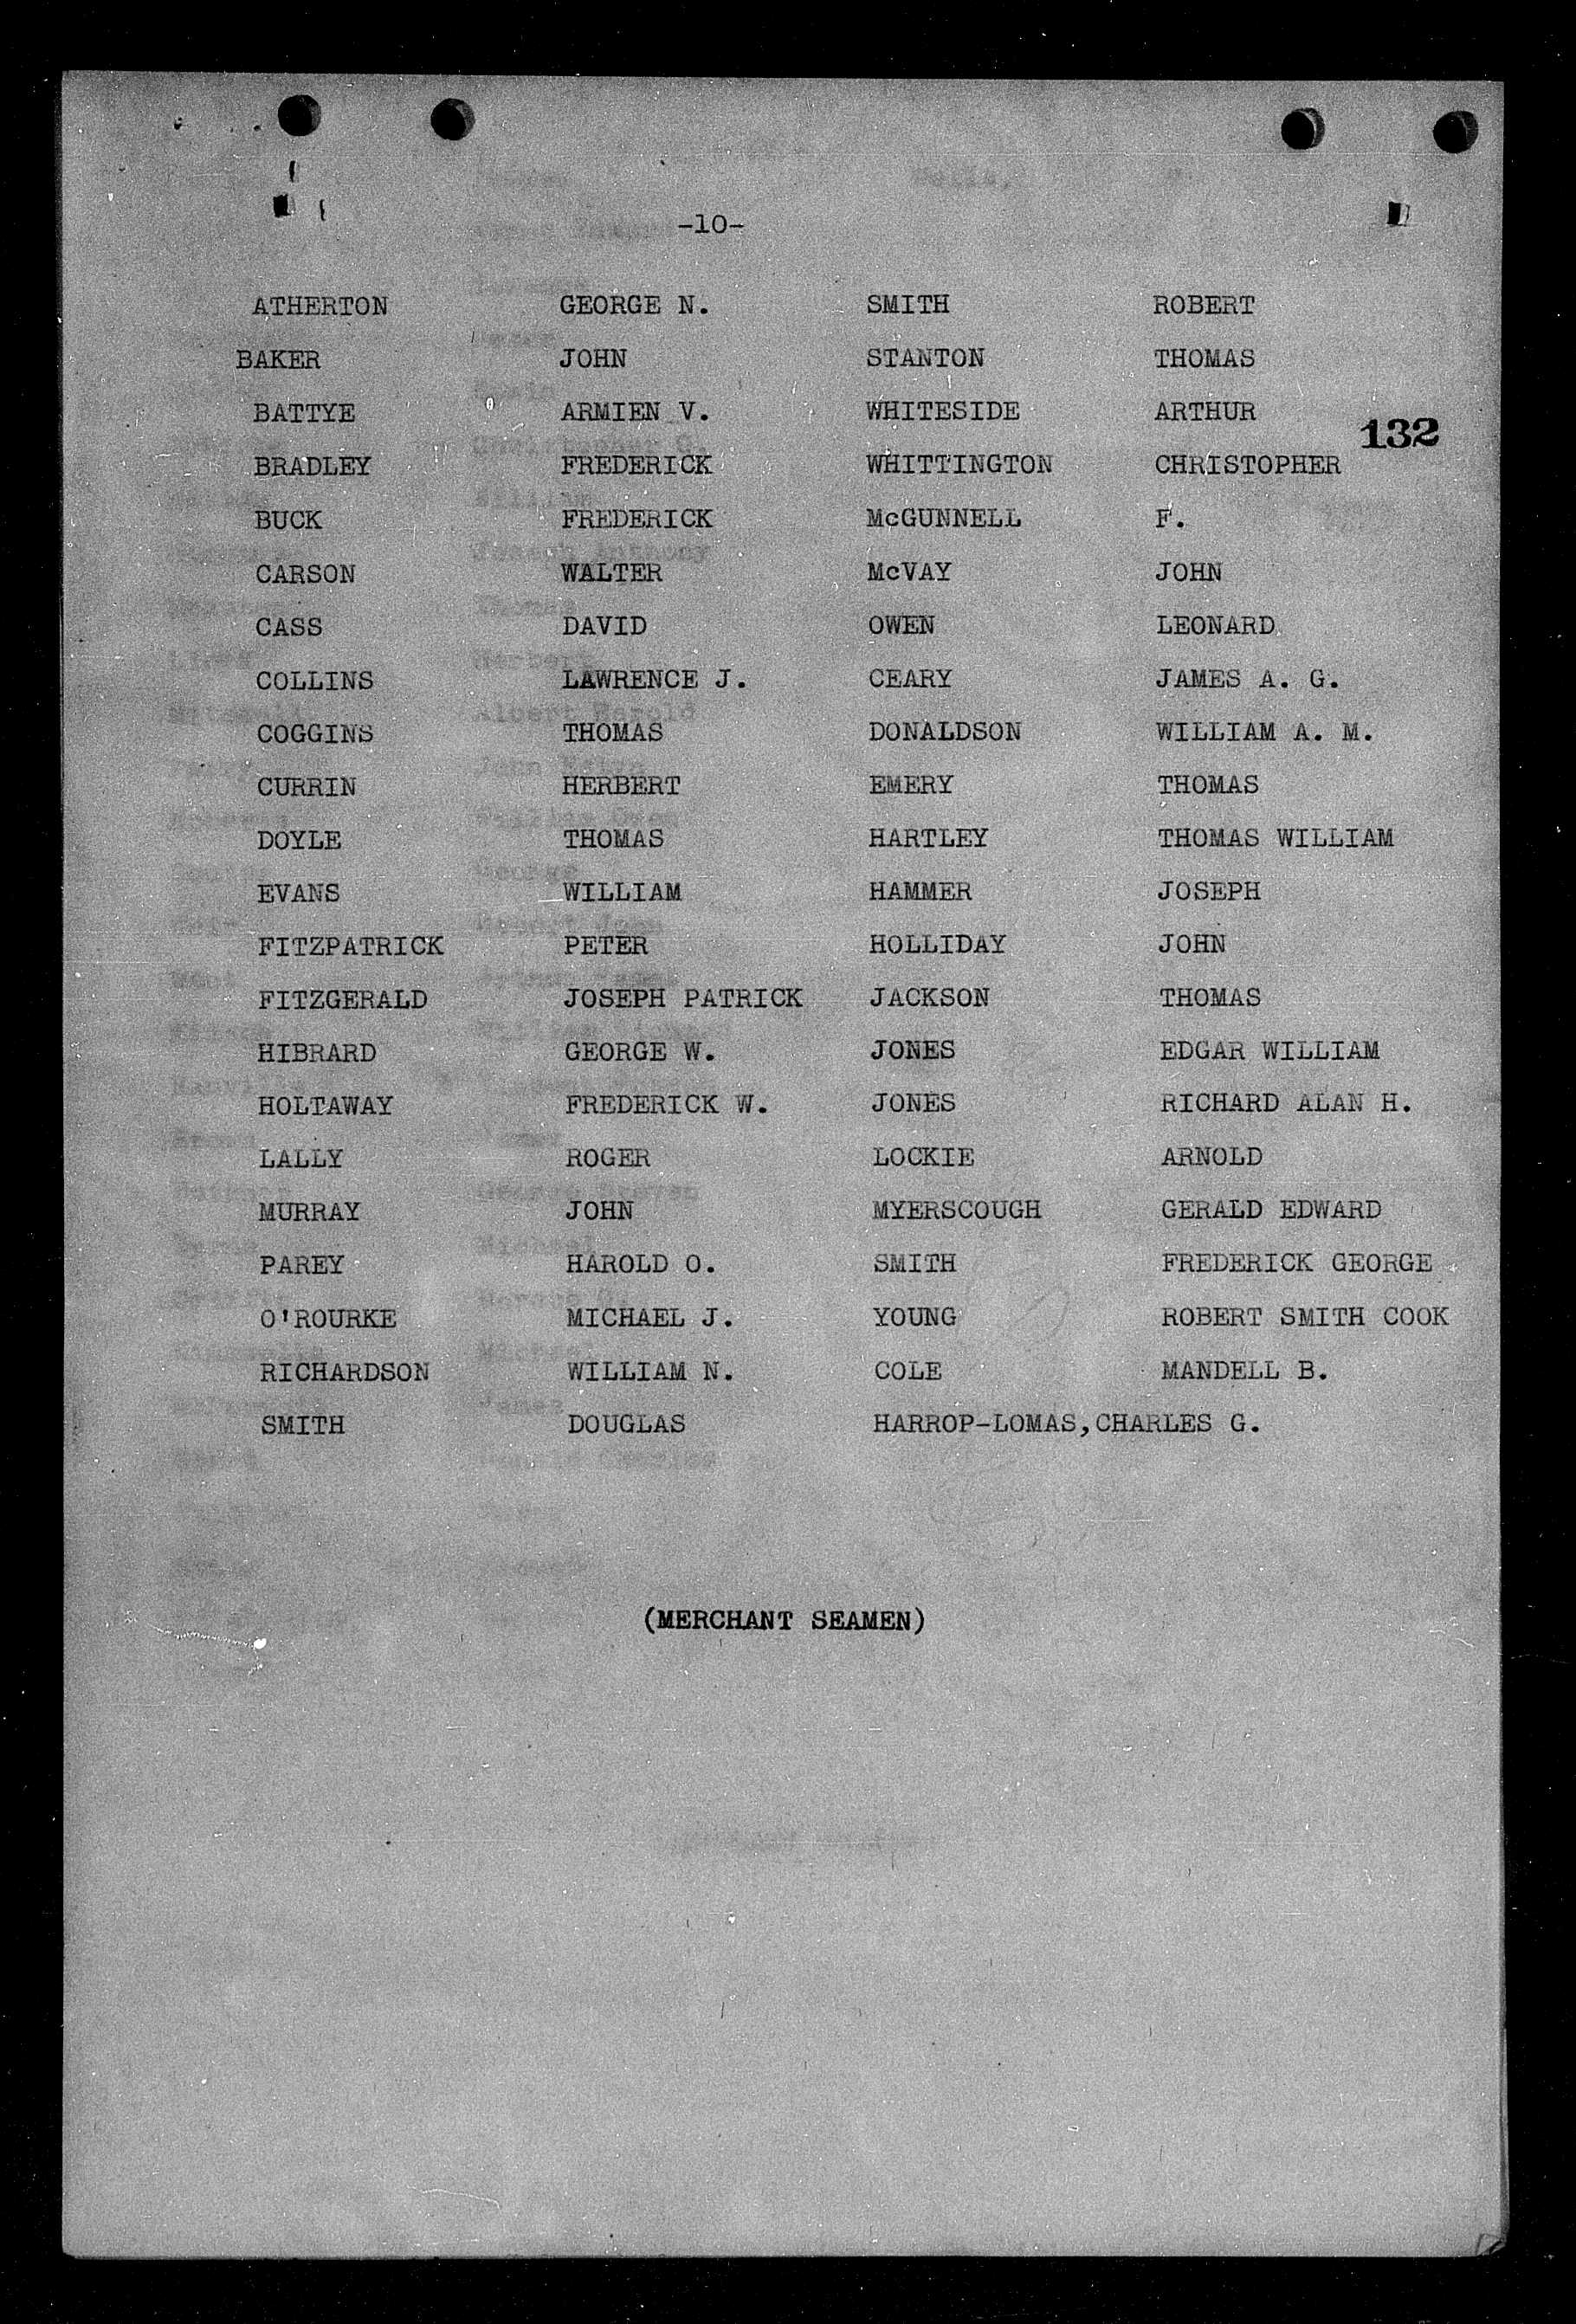 -10-
ATHERTON GEORGE N. SMITH ROBERT
BAKER JOHN STANTON THOMAS
BATTYE ARMIEN V. WHITESIDE ARTHUR
132
BRADLEY FREDERICK WHITTINGTON CHRISTOPHER
BUCK FREDERICK McGUNNELL F.
CARSON WALTER McVAY JOHN
CASS DAVID OWEN LEONARD
COLLINS LAWRENCE J. CEARY JAMES A. G.
COGGINS THOMAS DONALDSON WILLIAM A. M.
CURRIN HERBERT EMERY THOMAS
DOYLE THOMAS HARTLEY THOMAS WILLIAM
EVANS WILLIAM HAMMER JOSEPH
FITZPATRICK PETER HOLLIDAY JOHN
FITZGERALD JOSEPH PATRICK JACKSON THOMAS
HIBRARD GEORGE W. JONES EDGAR WILLIAM
HOLTAWAY FREDERICK W. JONES RICHARD ALAN H.
LALLY ROGER LOCKIE ARNOLD
MURRAY JOHN MYERSCOUGH GERALD EDWARD
PAREY HAROLD O. SMITH FREDERICK GEORGE
O'ROURKE MICHAEL J. YOUNG ROBERT SMITH COOK
RICHARDSON WILLIAM N. COLE MANDELL B.
SMITH DOUGLAS HARROP-LOMAS, CHARLES G.
(MERCHANT SEAMEN)